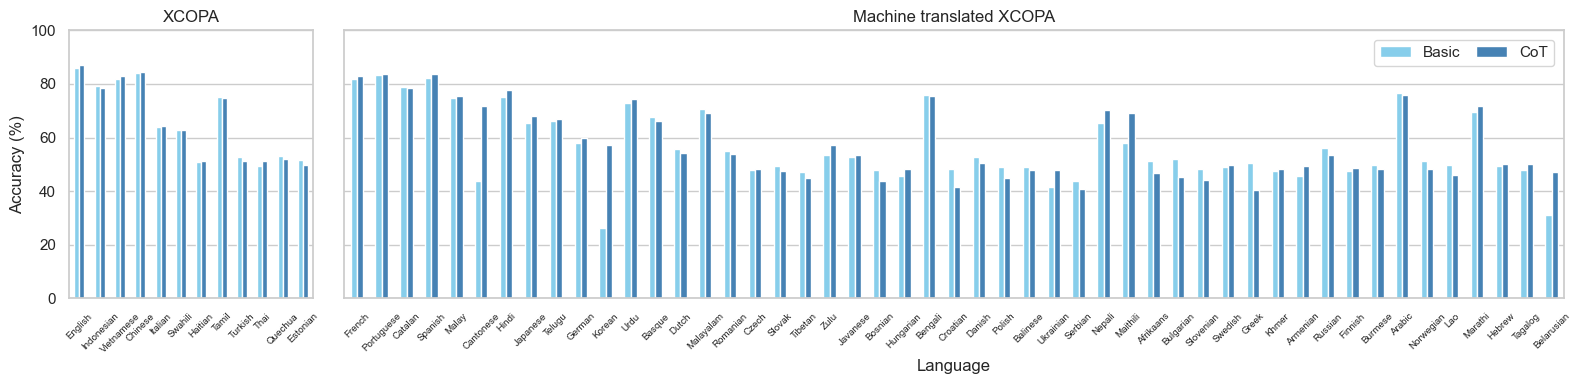 XCOPA
Machine translated XCOPA
Basic
CoT
Accuracy (%)
100
80
60
40
20
0
English
Indonesian
Vietnamese
Chinese
Italian
Swahili
Haitian
Tamil
Turkish
Thai
Quechua
Estonian
French
Portuguese
Catalan
Spanish
Malay
Cantonese
Hindi
Japanese
Telugu
German
Korean
Urdu
Basque
Dutch
Malayalam
Romanian
Czech
Slovak
Tibetan
Zulu
Javanese
Bosnian
Hungarian
Bengali
Croatian
Danish
Polish
Balinese
Ukrainian
Serbian
Nepali
Maithili
Afrikaans
Bulgarian
Slovenian
Swedish
Greek
Khmer
Armenian
Russian
Finnish
Burmese
Arabic
Norwegian
Lao
Marathi
Hebrew
Tagalog
Belarusian
Language